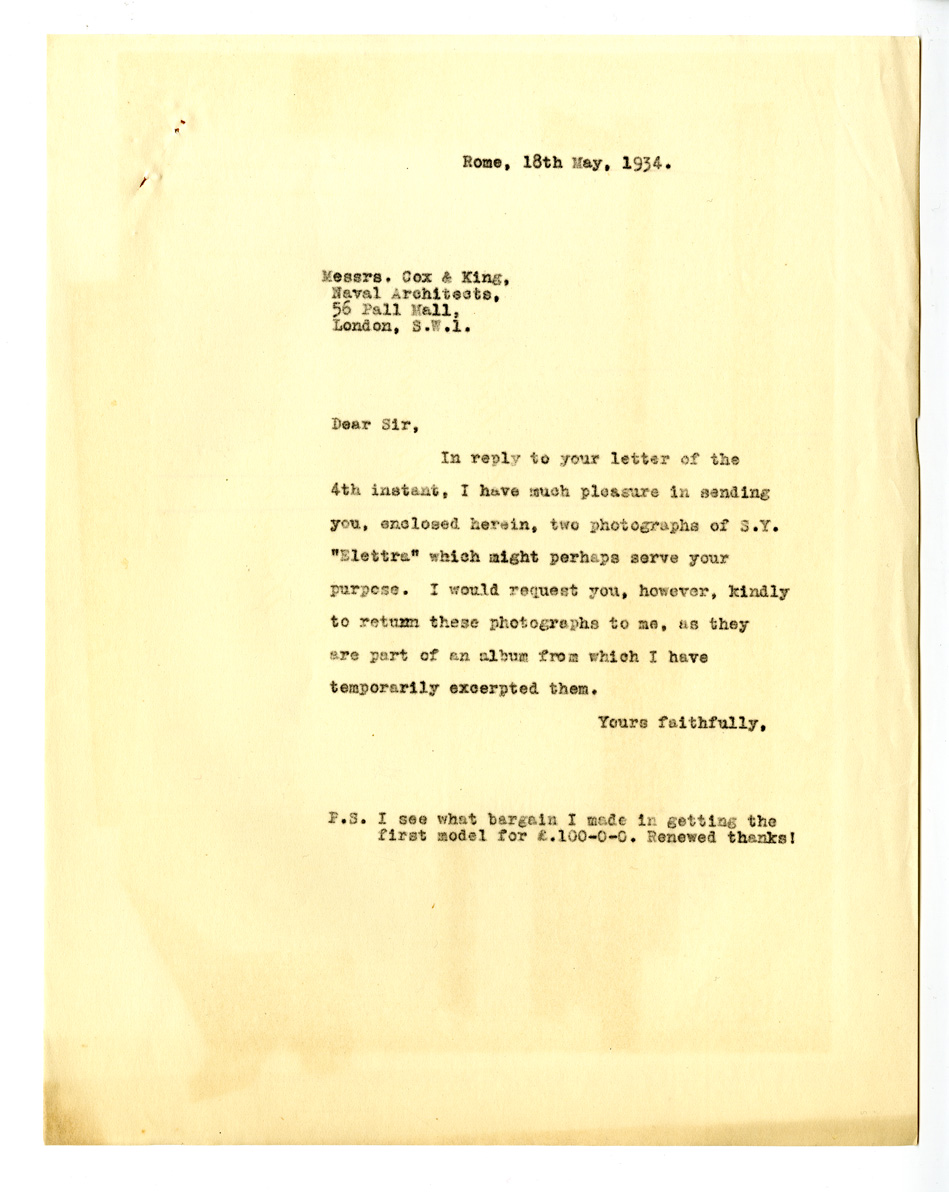 Rome, 18th May, 1934.
Messrs. Cox & King,
Naval Architects,
56 Pall Mall,
London, S.W.1.
Dear Sir,
In reply to your letter of the
4th instant, I have much pleasure in sending
you, enclosed herein, two photographs of S.Y.
"Elettra" which might perhaps serve your
purpose. I would request you, however, kindly
to return these photographs to me, as they
are part of an album from which I have
temporarily excerpted them.
Yours faithfully,
P.S. I see what bargain I made in getting the
first model for £.100-0-0. Renewed thanks!